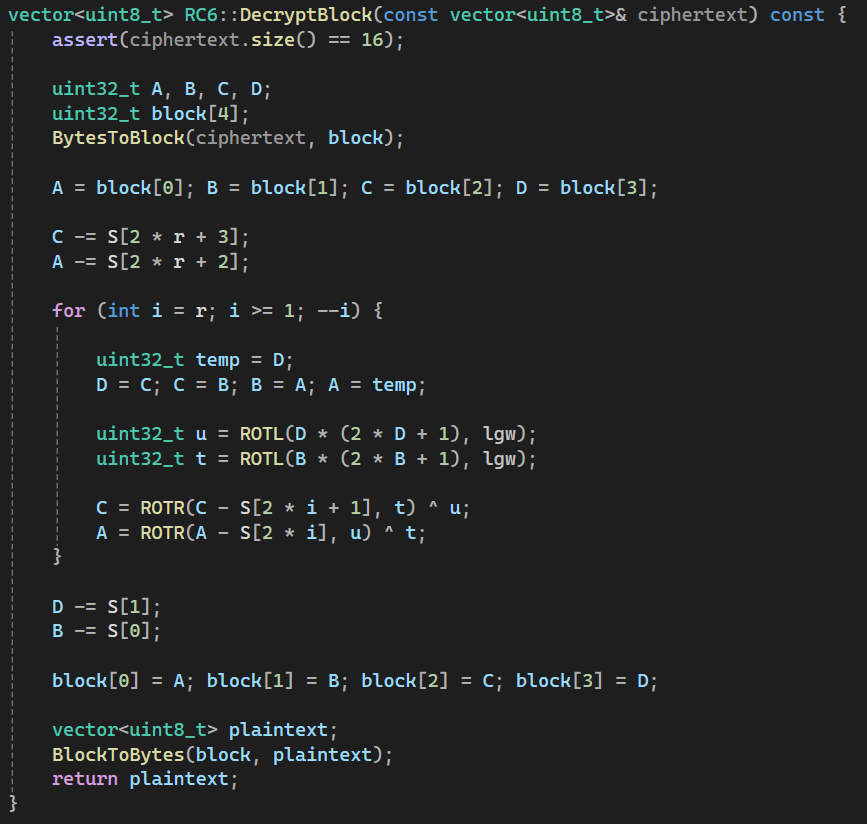 vector<uint8_t> RC6::DecryptBlock(const vector<uint8_t>& ciphertext) const {
    assert(ciphertext.size() == 16);

    uint32_t A, B, C, D;
    uint32_t block[4];
    BytesToBlock(ciphertext, block);

    A = block[0]; B = block[1]; C = block[2]; D = block[3];

    C -= S[2 * r + 3];
    A -= S[2 * r + 2];

    for (int i = r; i >= 1; --i) {

        uint32_t temp = D;
        D = C; C = B; B = A; A = temp;

        uint32_t u = ROTL(D * (2 * D + 1), lgw);
        uint32_t t = ROTL(B * (2 * B + 1), lgw);

        C = ROTR(C - S[2 * i + 1], t) ^ u;
        A = ROTR(A - S[2 * i], u) ^ t;
    }

    D -= S[1];
    B -= S[0];

    block[0] = A; block[1] = B; block[2] = C; block[3] = D;

    vector<uint8_t> plaintext;
    BlockToBytes(block, plaintext);
    return plaintext;
}